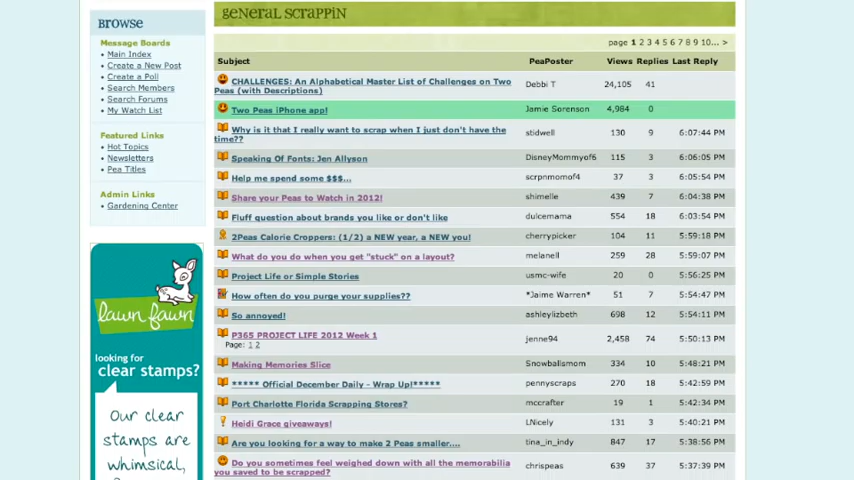 BROWSE
Message Boards
• Main Index
• Create a New Post
• Create a Poll
• Search Members
• Search Forums
• My Watch List
Featured Links
• Hot Topics
• Newsletters
• Pea Titles
Admin Links
• Gardening Center
lawn fawn
looking for
clear stamps?
Our clear
stamps are
whimsical,
GENERAL SCRAPPIN
page 1 2 3 4 5 6 7 8 9 10... >
Subject PeaPoster Views Replies Last Reply
CHALLENGES: An Alphabetical Master List of Challenges on Two
Peas (with Descriptions) Debbi T 24,105 41
Two Peas iPhone app! Jamie Sorenson 4,984 0
Why is it that I really want to scrap when I just don't have the
time?? stidwell 130 9 6:07:44 PM
Speaking Of Fonts: Jen Allyson DisneyMommyof6 115 3 6:06:05 PM
Help me spend some $$$... scrpnmomof4 37 3 6:05:54 PM
Share your Peas to Watch in 2012! shimelle 439 7 6:04:38 PM
Fluff question about brands you like or don't like dulcemama 554 18 6:03:54 PM
2Peas Calorie Croppers: (1/2) a NEW year, a NEW you! cherrypicker 104 11 5:59:18 PM
What do you do when you get "stuck" on a layout? melanell 259 28 5:59:07 PM
Project Life or Simple Stories usmc-wife 20 0 5:56:25 PM
How often do you purge your supplies?? *Jaime Warren* 51 7 5:54:47 PM
So annoyed! ashleylizbeth 698 12 5:54:11 PM
P365 PROJECT LIFE 2012 Week 1
Page: 1 2 jenne94 2,458 74 5:50:13 PM
Making Memories Slice Snowballsmom 334 10 5:48:21 PM
***** Official December Daily - Wrap Up!***** pennyscraps 270 18 5:42:59 PM
Port Charlotte Florida Scrapping Stores? mccrafter 19 1 5:42:34 PM
Heidi Grace giveaways! LNicely 131 3 5:40:21 PM
Are you looking for a way to make 2 Peas smaller.... tina_in_indy 847 17 5:38:56 PM
Do you sometimes feel weighed down with all the memorabilia
you saved to be scrapped? chrispeas 639 37 5:37:39 PM